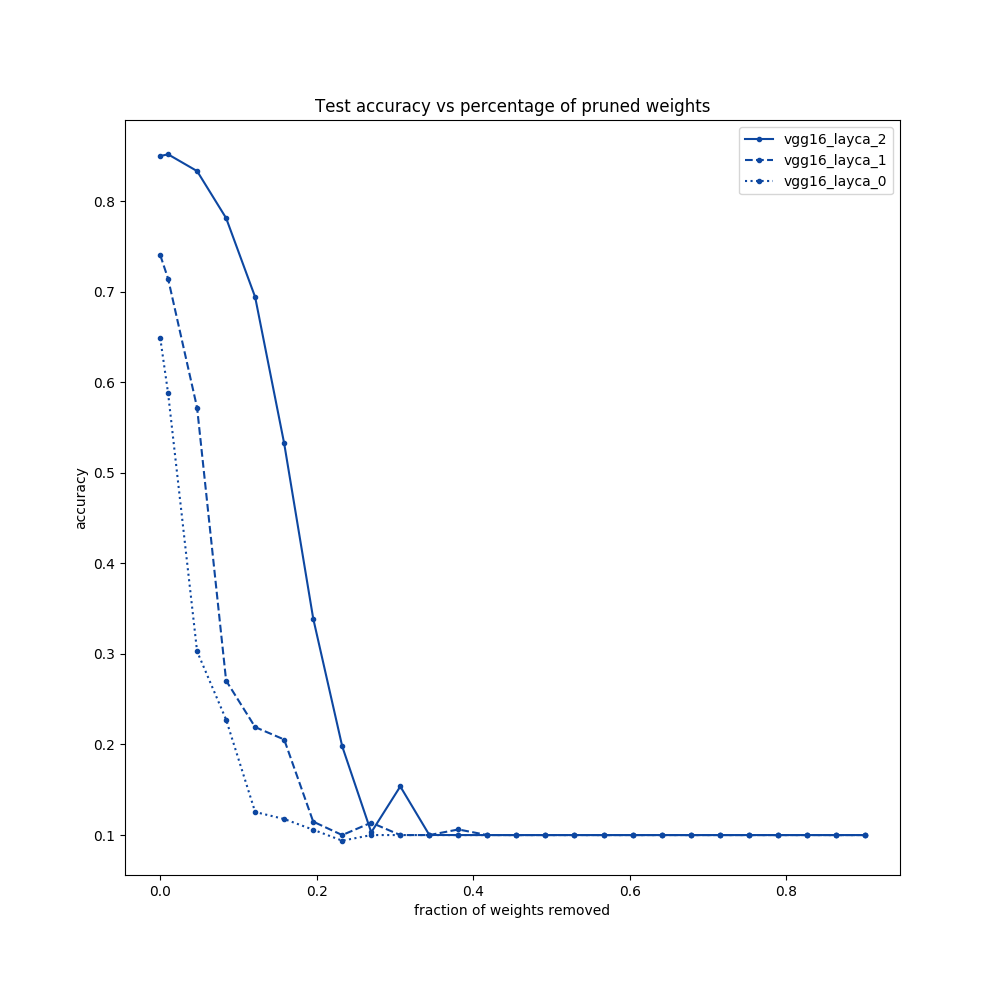 Test accuracy vs percentage of pruned weights
vgg16_layca_2
vgg16_layca_1
vgg16_layca_0
accuracy
0.8
0.7
0.6
0.5
0.4
0.3
0.2
0.1
0.0 0.2 0.4 0.6 0.8
fraction of weights removed